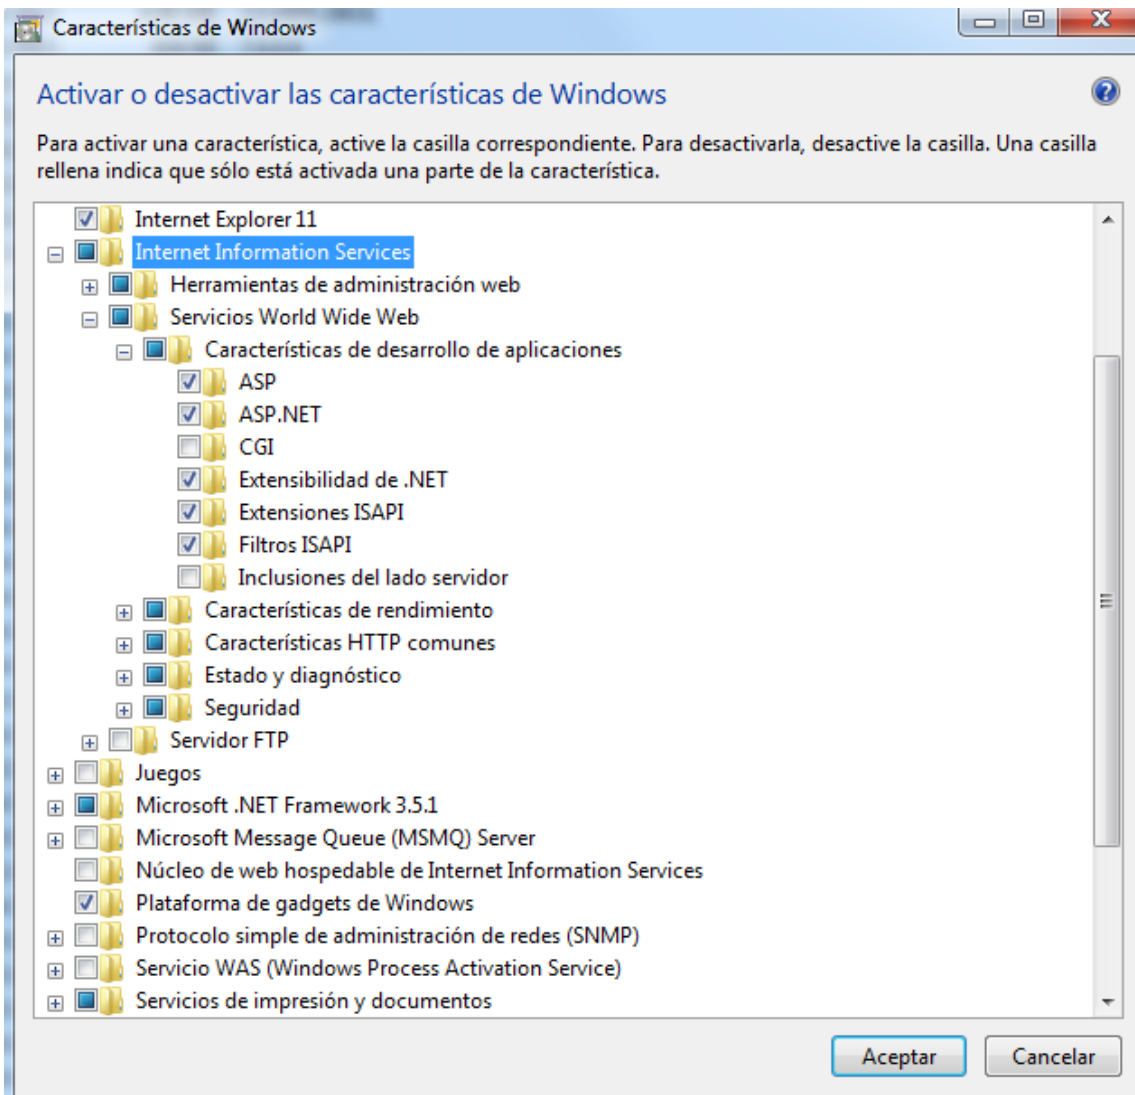 Características de Windows
Activar o desactivar las características de Windows
Para activar una característica, active la casilla correspondiente. Para desactivarla, desactive la casilla. Una casilla
rellena indica que sólo está activada una parte de la característica.
Internet Explorer 11
Internet Information Services
Herramientas de administración web
Servicios World Wide Web
Características de desarrollo de aplicaciones
ASP
ASP.NET
CGI
Extensibilidad de .NET
Extensiones ISAPI
Filtros ISAPI
Inclusiones del lado servidor
Características de rendimiento
Características HTTP comunes
Estado y diagnóstico
Seguridad
Servidor FTP
Juegos
Microsoft .NET Framework 3.5.1
Microsoft Message Queue (MSMQ) Server
Núcleo de web hospedable de Internet Information Services
Plataforma de gadgets de Windows
Protocolo simple de administración de redes (SNMP)
Servicio WAS (Windows Process Activation Service)
Servicios de impresión y documentos
Aceptar
Cancelar